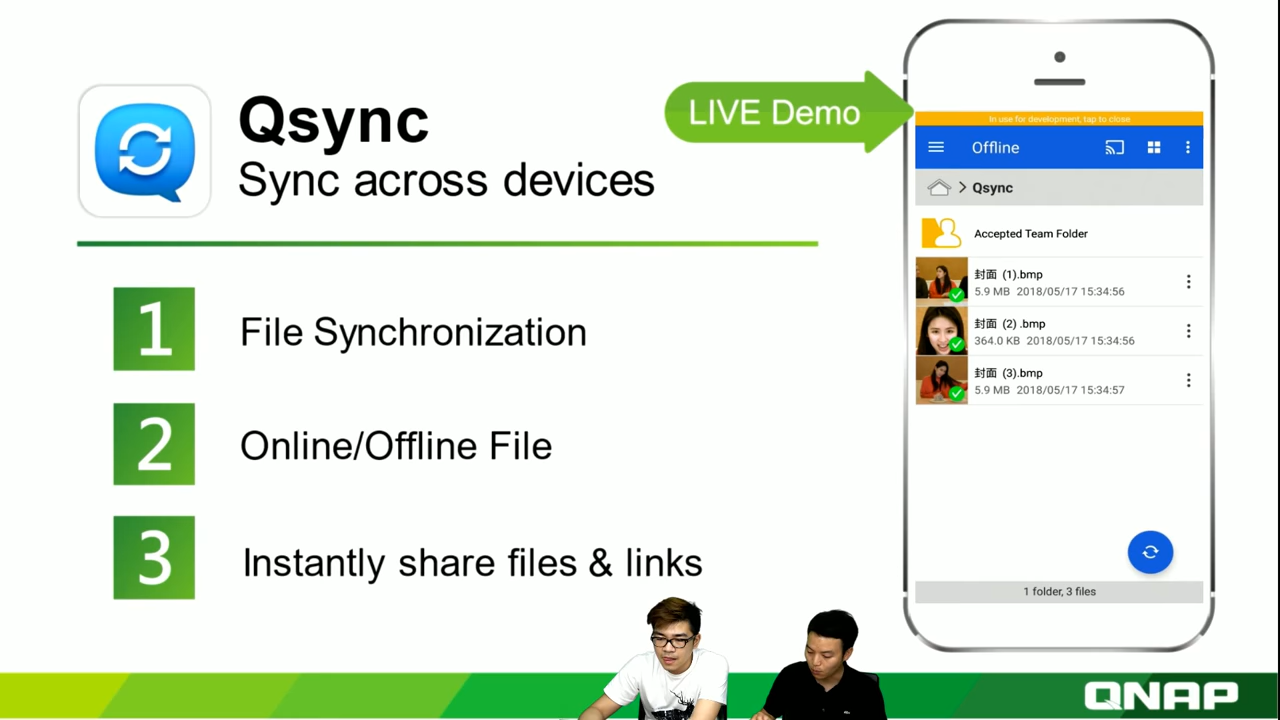 Qsync
Sync across devices
LIVE Demo
1
File Synchronization
2
Online/Offline File
3
Instantly share files & links
In use for development, tap to close
Offline
Qsync
Accepted Team Folder
封面 (1).bmp
5.9 MB 2018/05/17 15:34:56
封面 (2) .bmp
364.0 KB 2018/05/17 15:34:56
封面 (3).bmp
5.9 MB 2018/05/17 15:34:57
1 folder, 3 files
QNAP